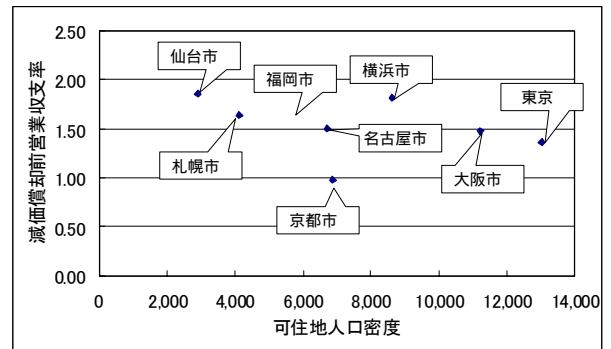 減価償却前営業収支率
2.50
2.00
1.50
1.00
0.50
0.00
仙台市
福岡市
横浜市
東京
札幌市
名古屋市
大阪市
京都市
0 2,000 4,000 6,000 8,000 10,000 12,000 14,000
可住地人口密度